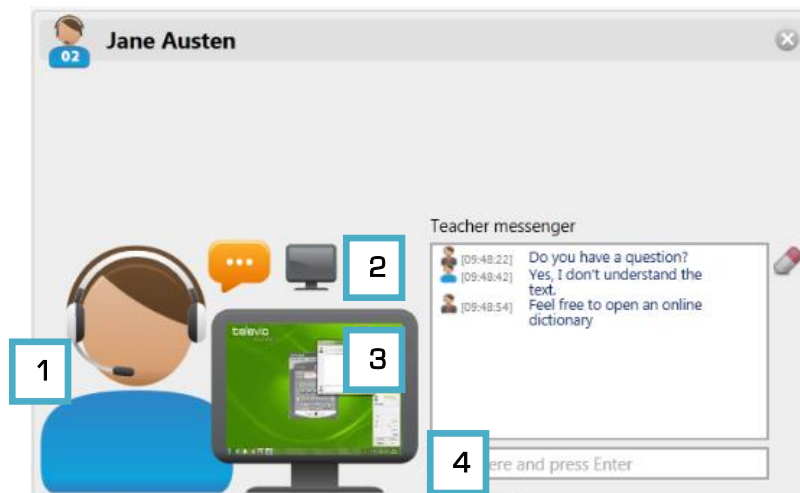 02
Jane Austen
Teacher messenger
[09:48:22] Do you have a question?
[09:48:42] Yes, I don't understand the
text.
[09:48:54] Feel free to open an online
dictionary
2
televic
3
1
4
ere and press Enter